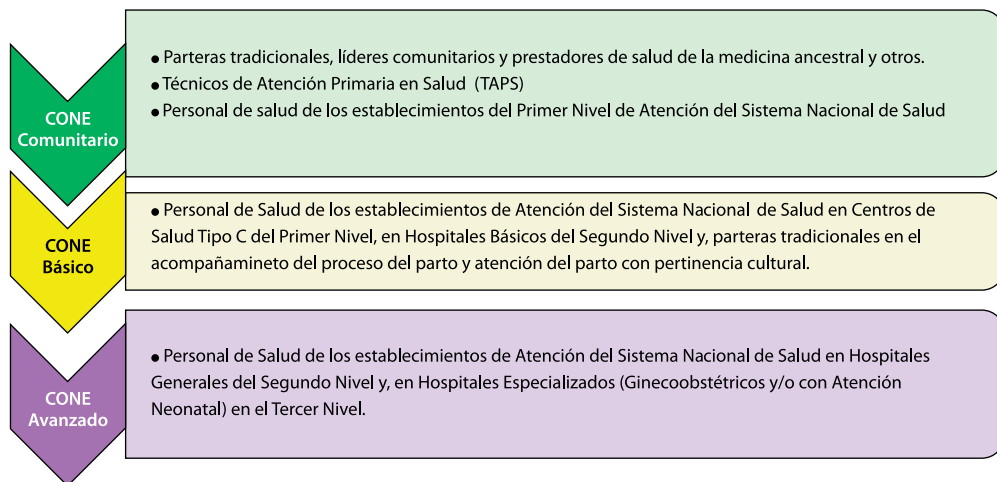 CONE
Comunitario
● Parteras tradicionales, líderes comunitarios y prestadores de salud de la medicina ancestral y otros.
● Técnicos de Atención Primaria en Salud (TAPS)
● Personal de salud de los establecimientos del Primer Nivel de Atención del Sistema Nacional de Salud
CONE
Básico
● Personal de Salud de los establecimientos de Atención del Sistema Nacional de Salud en Centros de
Salud Tipo C del Primer Nivel, en Hospitales Básicos del Segundo Nivel y, parteras tradicionales en el
acompañamineto del proceso del parto y atención del parto con pertinencia cultural.
CONE
Avanzado
● Personal de Salud de los establecimientos de Atención del Sistema Nacional de Salud en Hospitales
Generales del Segundo Nivel y, en Hospitales Especializados (Ginecoobstétricos y/o con Atención
Neonatal) en el Tercer Nivel.